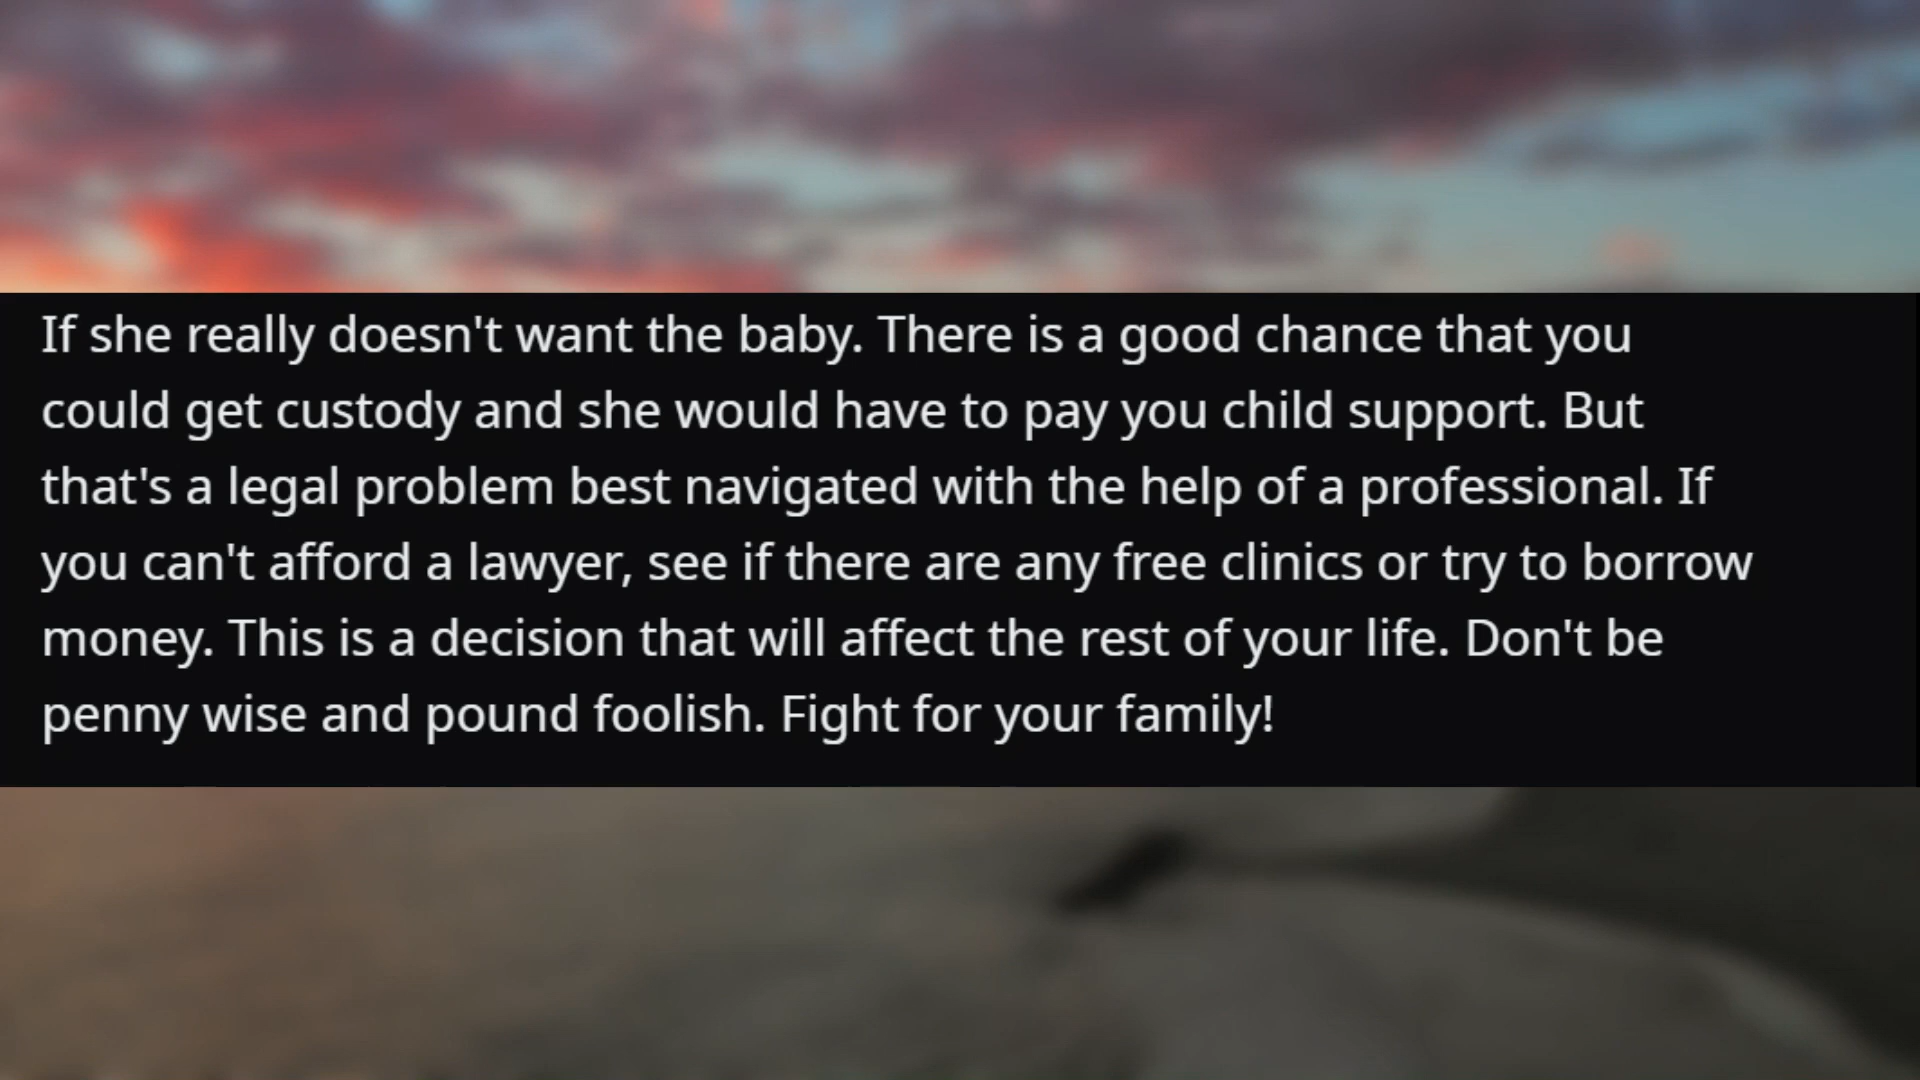 If she really doesn't want the baby. There is a good chance that you
could get custody and she would have to pay you child support. But
that's a legal problem best navigated with the help of a professional. If
you can't afford a lawyer, see if there are any free clinics or try to borrow
money. This is a decision that will affect the rest of your life. Don't be
penny wise and pound foolish. Fight for your family!